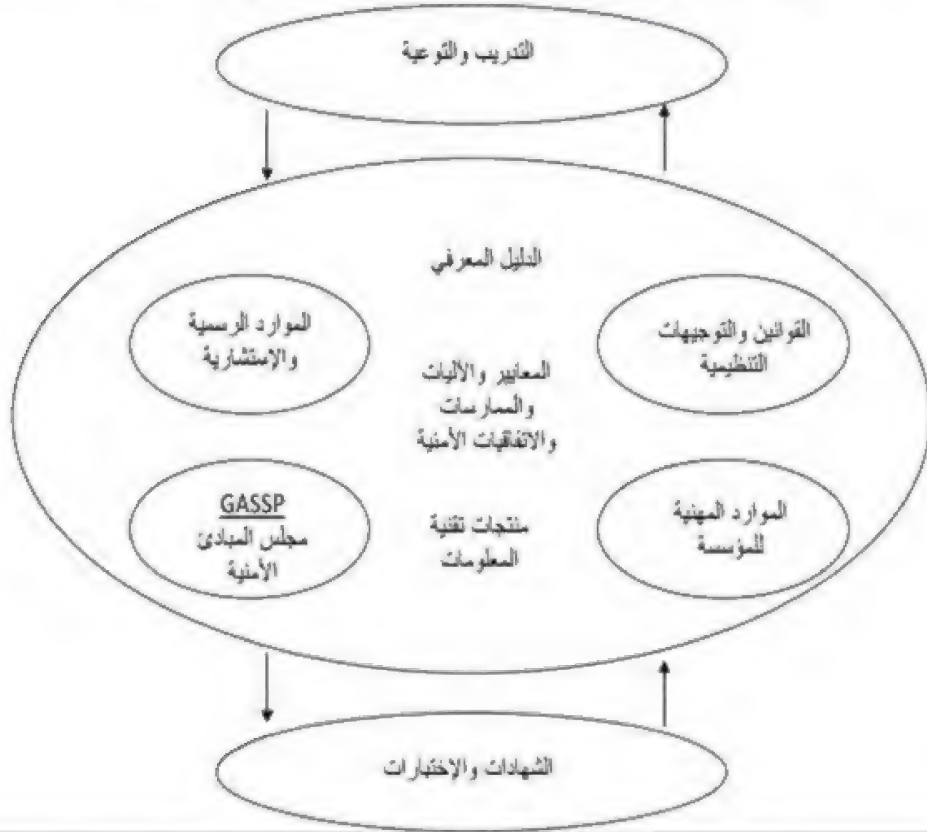 التدريب والتوعية
الدليل المعرفي
القوانين والتوجيهات
التنظيمية
الموارد الرسمية
والإستشارية
المعايير والآليات
والممارسات
والاتفاقيات الأمنية
الموارد المهنية
للمؤسسة
منتجات تقنية
المعلومات
GASSP
مجلس المبادئ
الأمنية
الشهادات والإختبارات